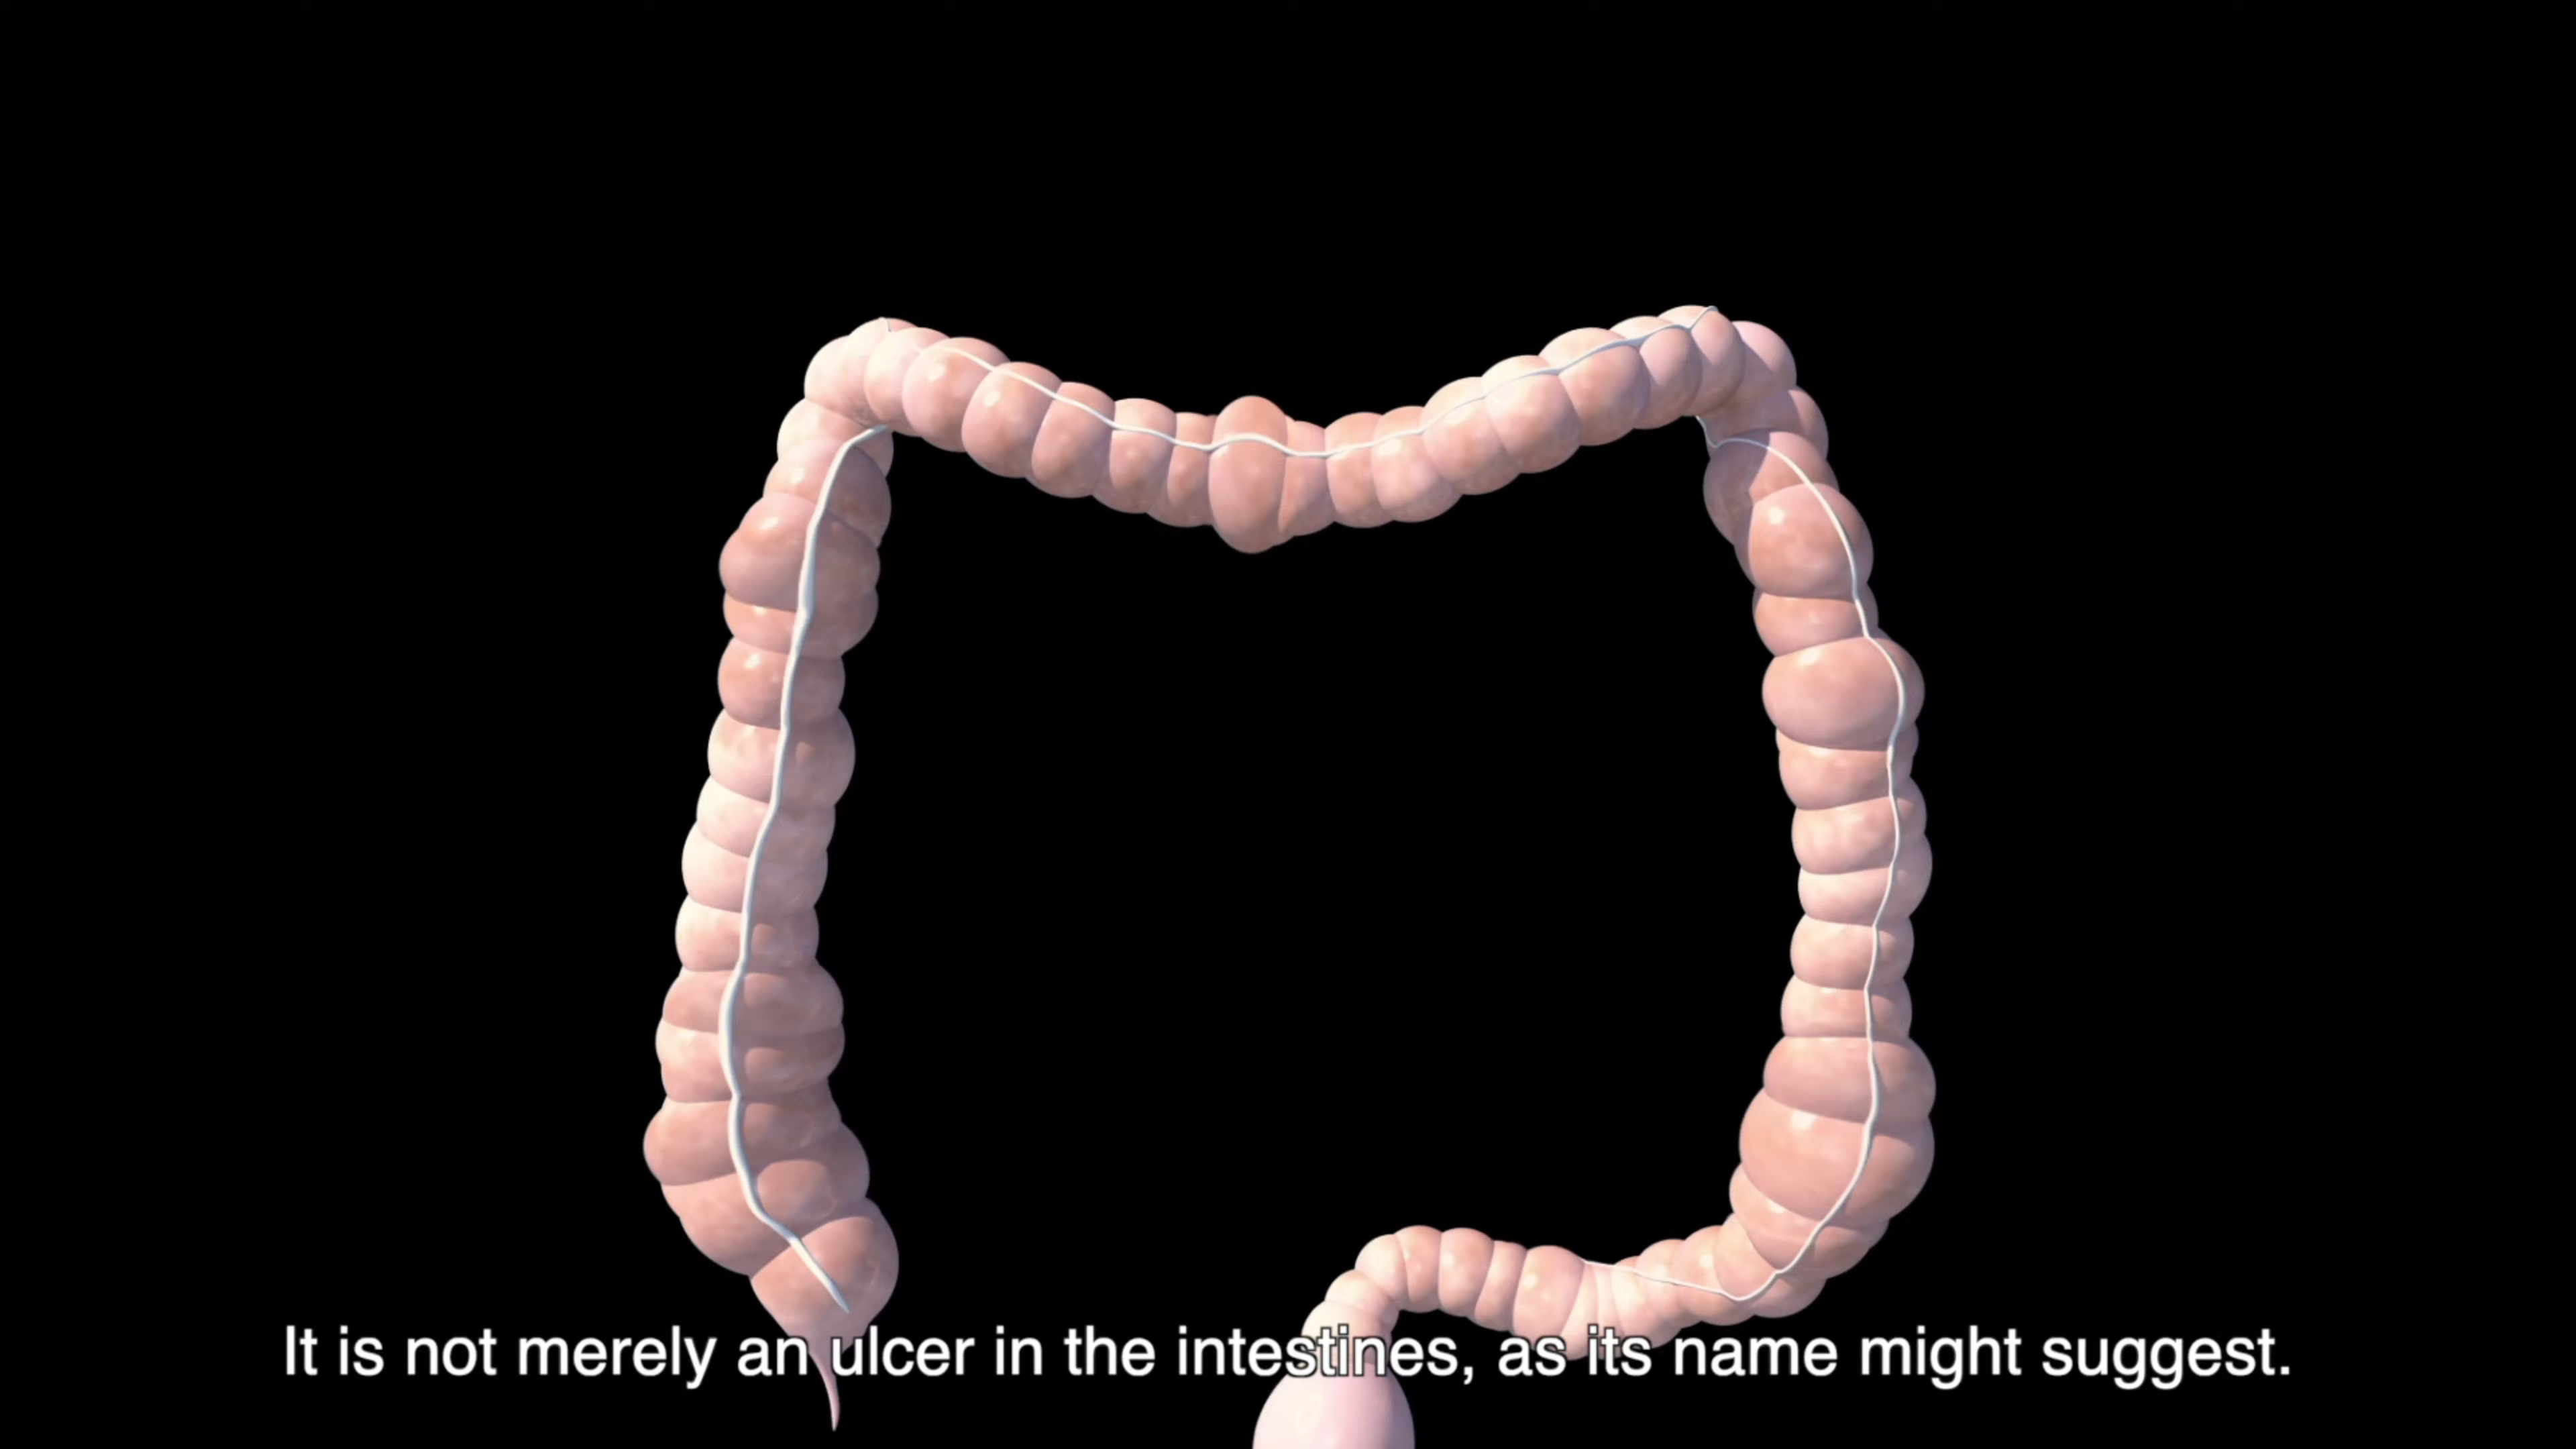 It is not merely an ulcer in the intestines, as its name might suggest.